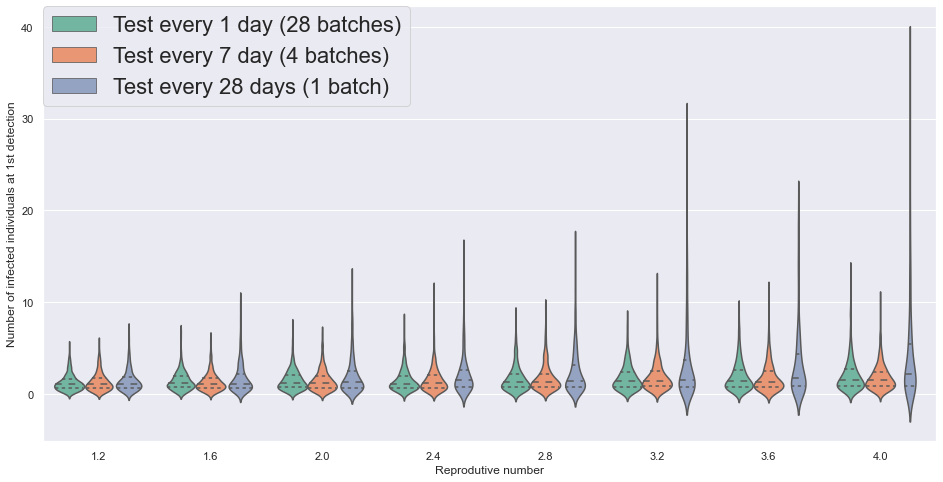 Test every 1 day (28 batches)
Test every 7 day (4 batches)
Test every 28 days (1 batch)
Number of infected individuals at 1st detection
40
30
20
10
0
1.2 1.6 2.0 2.4 2.8 3.2 3.6 4.0
Reprodutive number